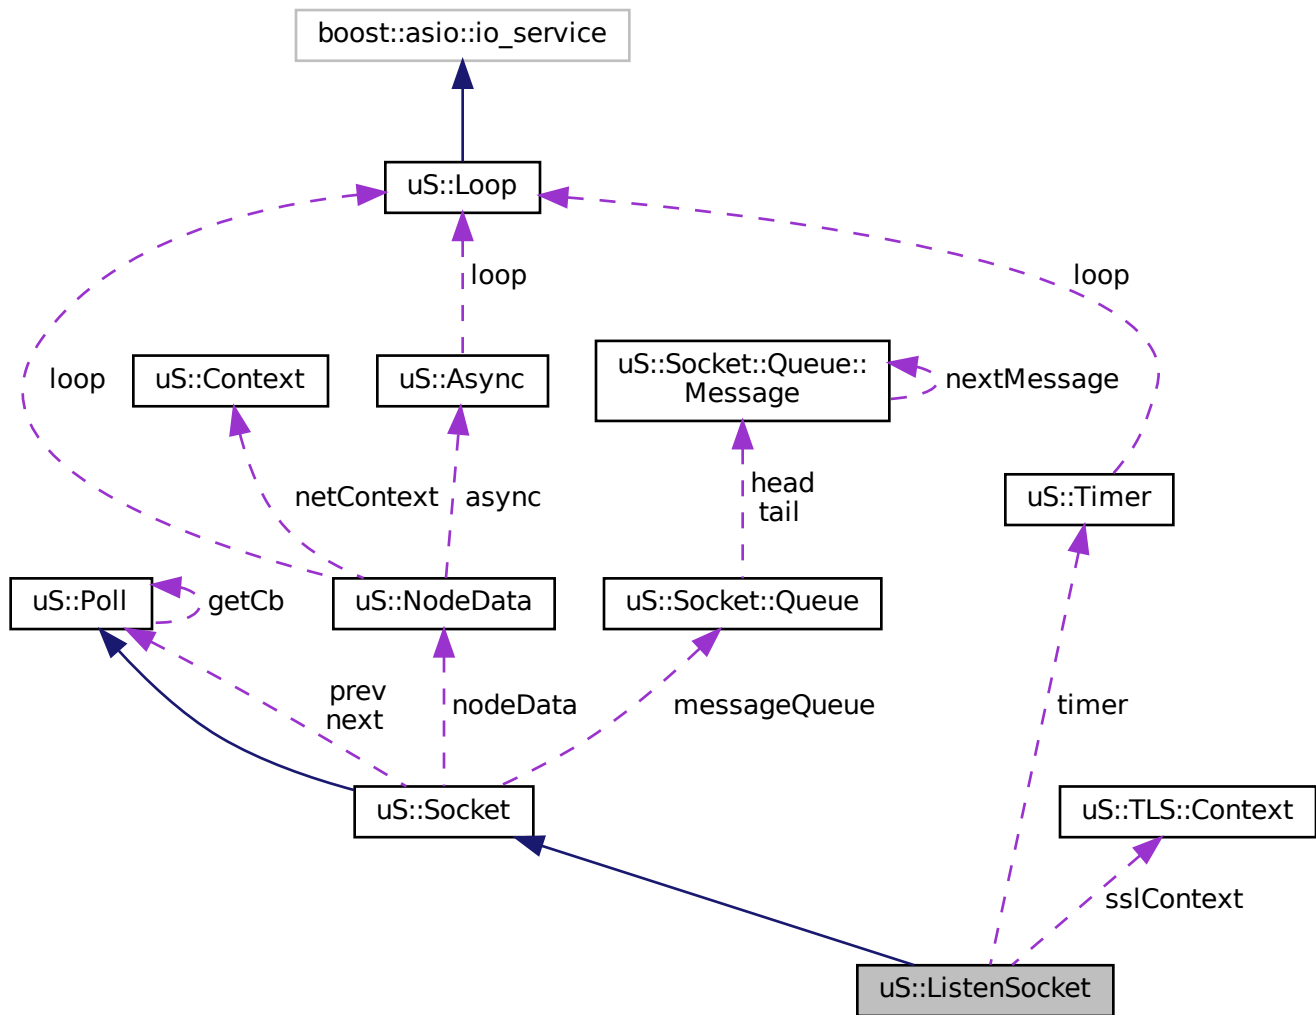 boost::asio::io_service
uS::Loop
loop
loop
loop
uS::Context
uS::Async
uS::Socket::Queue::
Message
nextMessage
netContext
async
head
tail
uS::Timer
uS::Poll
getCb
uS::NodeData
uS::Socket::Queue
prev
next
nodeData
messageQueue
timer
uS::Socket
uS::TLS::Context
sslContext
uS::ListenSocket